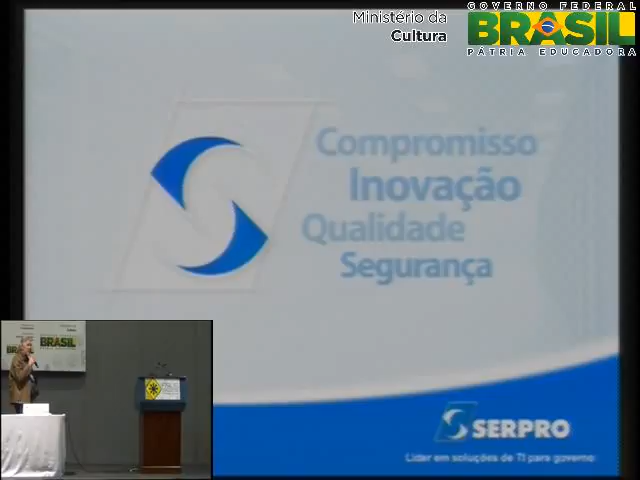 Ministério da
Cultura
GOVERNO FEDERAL
BRASIL
PÁTRIA EDUCADORA
Compromisso
Inovação
Qualidade
Segurança
BRASIL
SERPRO
Líder em soluções de TI para governo